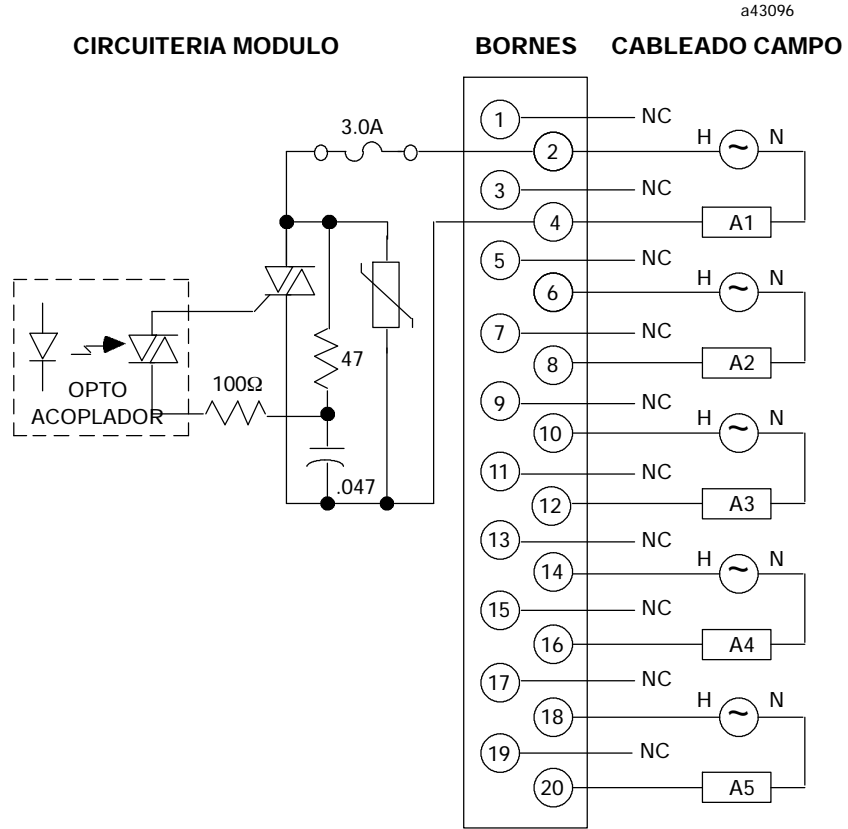 a43096
CIRCUITERIA MODULO
BORNES
CABLEADO CAMPO
3.0A
1
NC
2
H
~
N
3
NC
4
A1
5
NC
6
H
~
N
7
NC
8
A2
9
NC
10
H
~
N
11
NC
12
A3
13
NC
14
H
~
N
15
NC
16
A4
17
NC
18
H
~
N
19
NC
20
A5
47
100Ω
OPTO
ACOPLADOR
.047